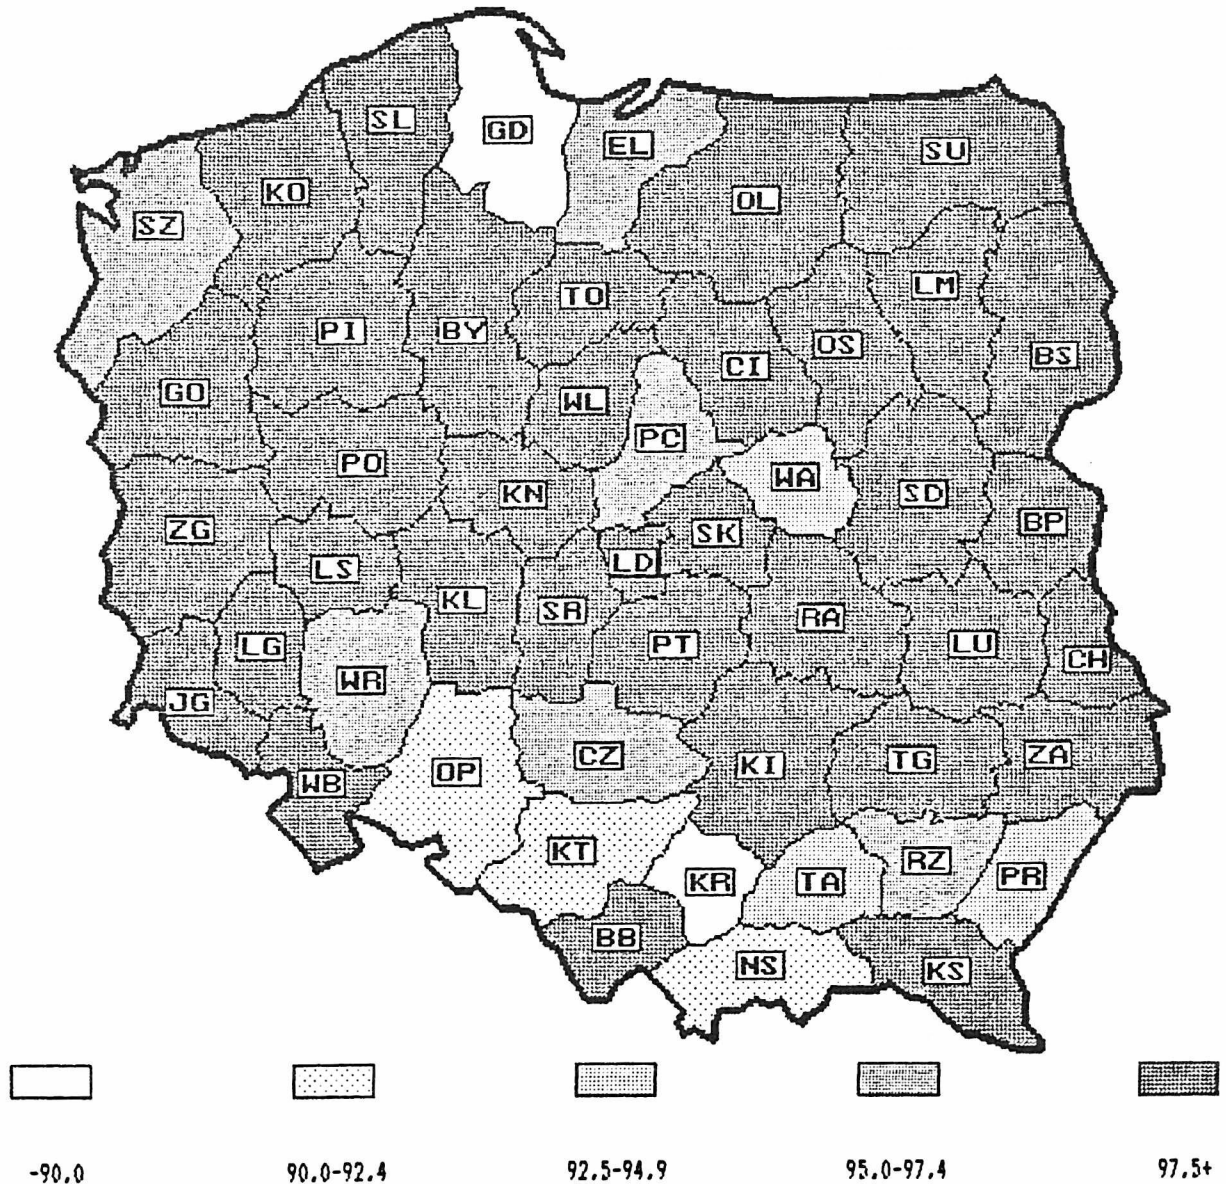 SL
GD
EL
SU
KO
OL
SZ
LM
TO
PI
BY
OS
BS
CI
GO
WL
PC
PO
WA
KN
SD
ZG
BP
SK
LD
LS
KL
SR
RA
LG
PT
LU
CH
WR
JG
CZ
KI
TG
ZA
OP
WB
KT
RZ
KR
TA
PR
BB
NS
KS
-90.0 90.0-92.4 92.5-94.9 95.0-97.4 97.5+